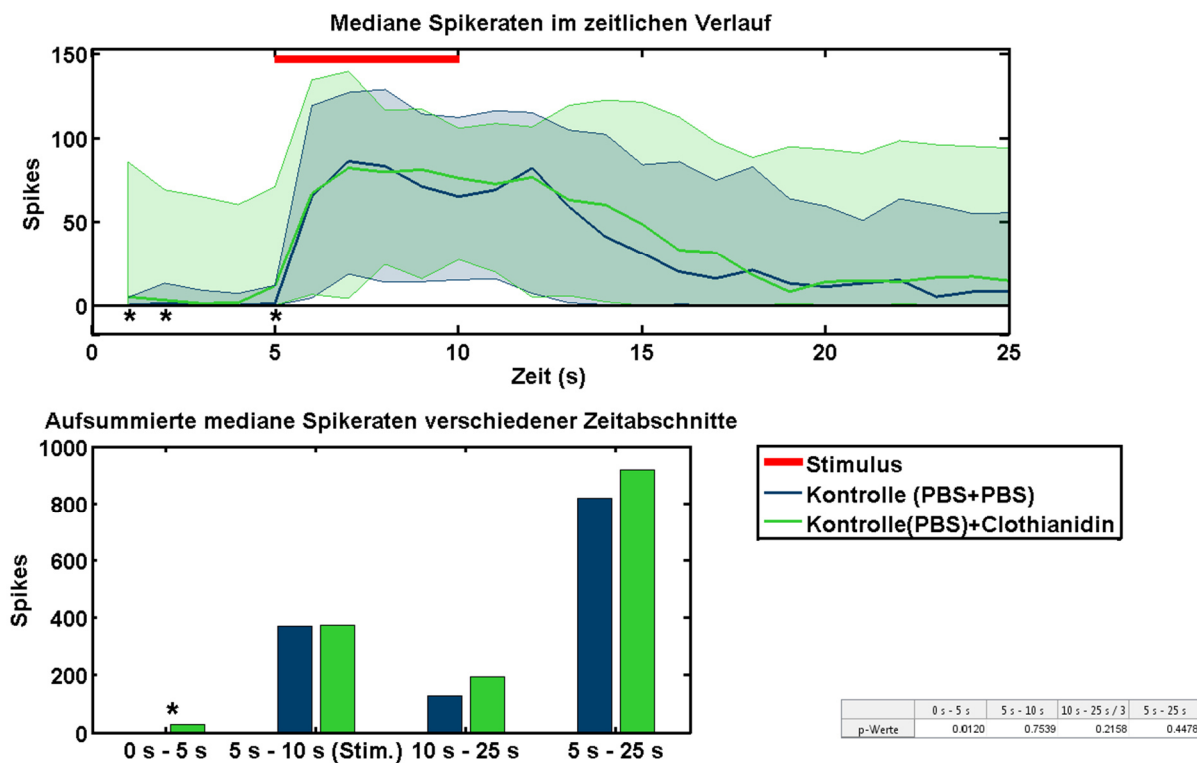 Mediane Spikeraten im zeitlichen Verlauf
150
100
50
0
Spikes
* * *
0 5 10 15 20 25
Zeit (s)
Aufsummierte mediane Spikeraten verschiedener Zeitabschnitte
1000
800
600
400
200
0
Spikes
*
0 s - 5 s 5 s - 10 s (Stim.) 10 s - 25 s 5 s - 25 s
Stimulus
Kontrolle (PBS+PBS)
Kontrolle(PBS)+Clothianidin
0 s - 5 s 5 s - 10 s 10 s - 25 s / 3 5 s - 25 s
p-Werte 0.0120 0.7539 0.2158 0.4478